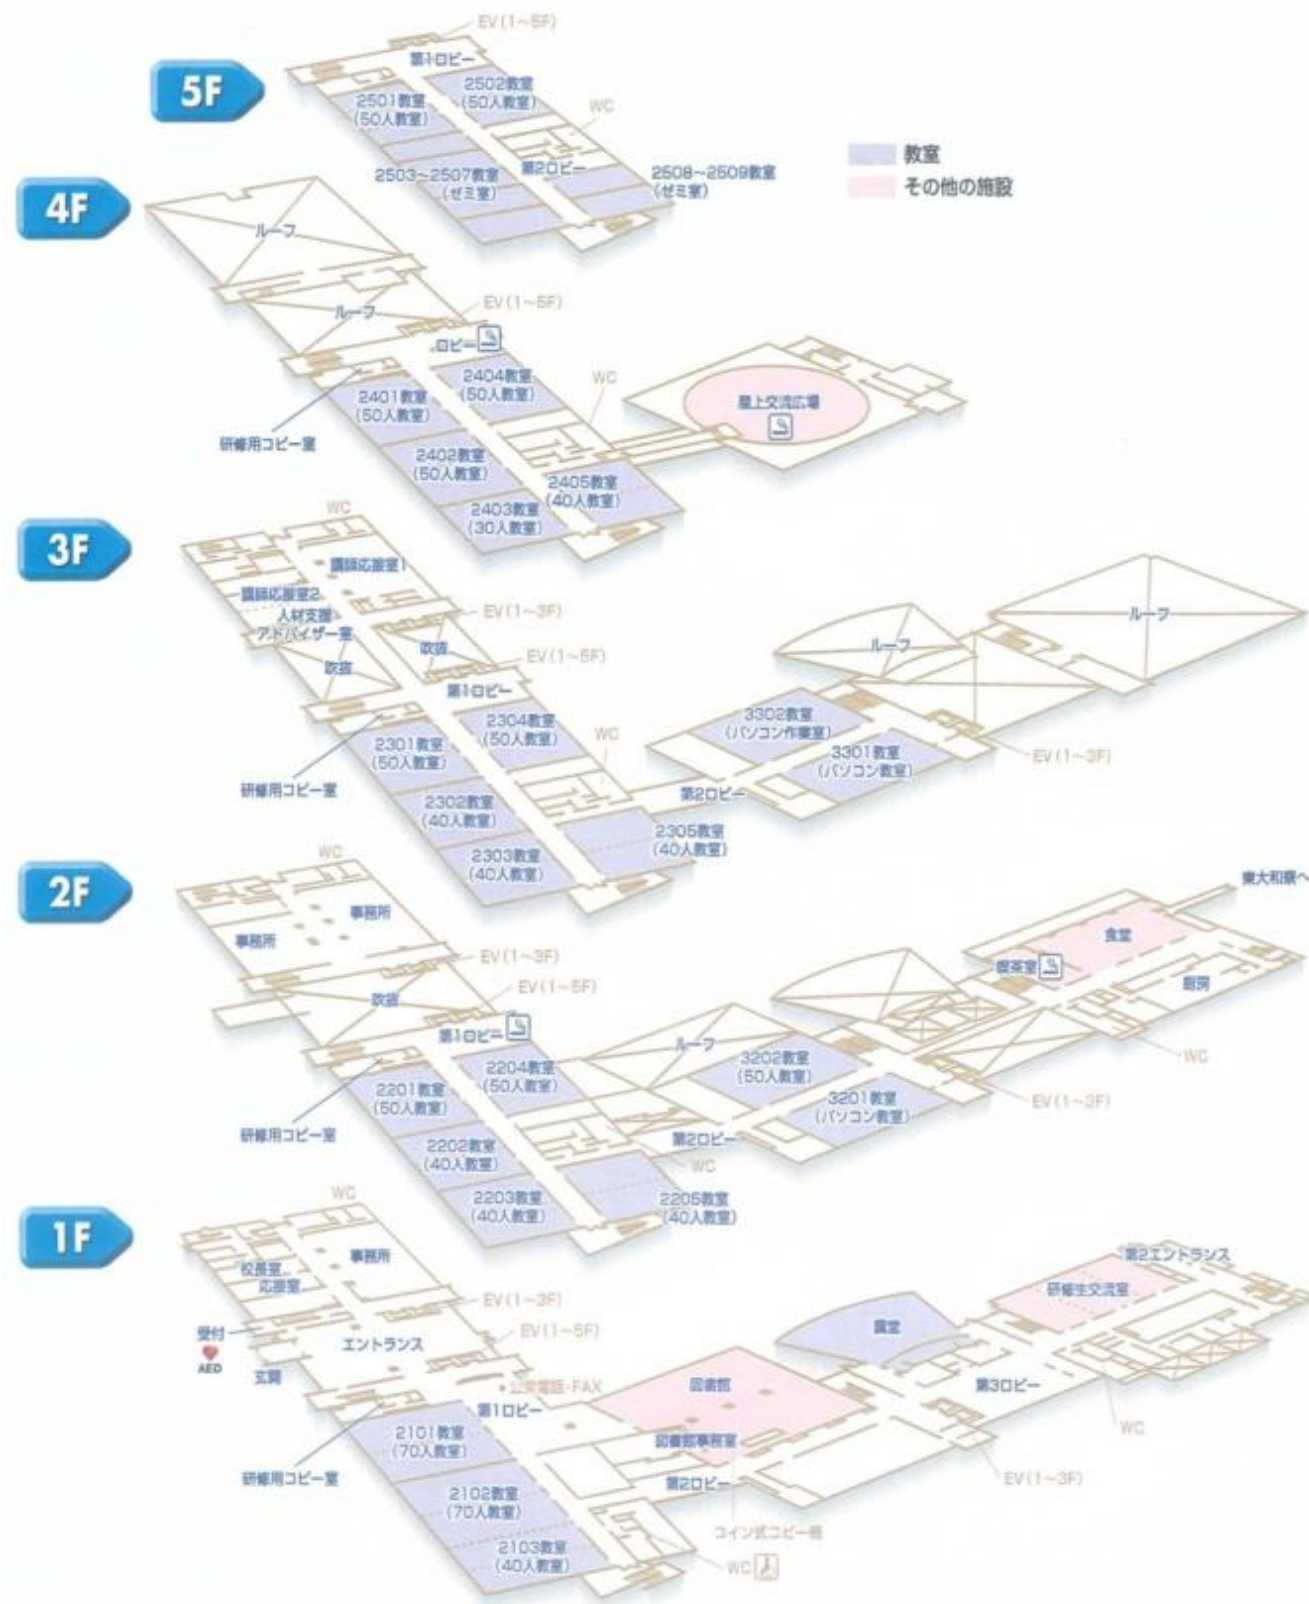 5F
EV(1~5F)
第1ロビー
2502教室
(50人教室)
2501教室
(50人教室)
WC
第2ロビー
2503~2507教室
(ゼミ室)
2508~2509教室
(ゼミ室)
教室
その他の施設
4F
ルーフ
ルーフ
EV(1~5F)
ロビー
2404教室
(50人教室)
WC
2401教室
(50人教室)
研修用コピー室
2402教室
(50人教室)
2405教室
(40人教室)
2403教室
(30人教室)
屋上交流広場
3F
WC
講師応接室1
講師応接室2
人材支援
アドバイザー室
EV(1~3F)
吹抜
吹抜
EV(1~5F)
第1ロビー
2304教室
(50人教室)
WC
2301教室
(50人教室)
研修用コピー室
2302教室
(40人教室)
2305教室
(40人教室)
2303教室
(40人教室)
ルーフ
ルーフ
3302教室
(パソコン作業室)
3301教室
(パソコン教室)
EV(1~3F)
第2ロビー
2F
WC
事務所
事務所
EV(1~3F)
EV(1~5F)
吹抜
第1ロビー
2204教室
(50人教室)
2201教室
(50人教室)
研修用コピー室
2202教室
(40人教室)
WC
2203教室
(40人教室)
2205教室
(40人教室)
ルーフ
3202教室
(50人教室)
3201教室
(パソコン教室)
第2ロビー
東大和寮へ
食堂
喫茶室
厨房
WC
EV(1~3F)
1F
WC
事務所
校長室
応接室
EV(1~3F)
EV(1~5F)
受付
AED
エントランス
玄関
公衆電話・FAX
第1ロビー
2101教室
(70人教室)
研修用コピー室
2102教室
(70人教室)
2103教室
(40人教室)
WC
図書館
図書館事務室
第2ロビー
コイン式コピー機
講堂
第2エントランス
研修生交流室
第3ロビー
WC
EV(1~3F)